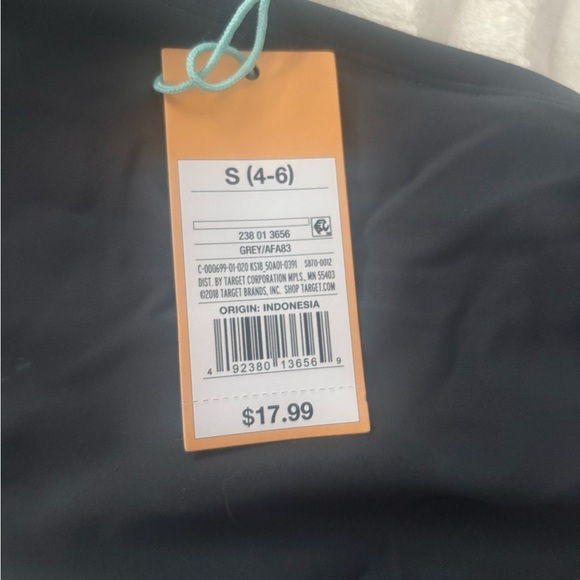 S (4-6)
238 01 3656
GREY/AFA83
C-000699-01-020 KS18_50A01-0391 S870-0012
DIST. BY TARGET CORPORATION MPLS., MN 55403
©2018 TARGET BRANDS, INC. SHOP TARGET.COM
ORIGIN: INDONESIA
4 92380 13656 9
$17.99